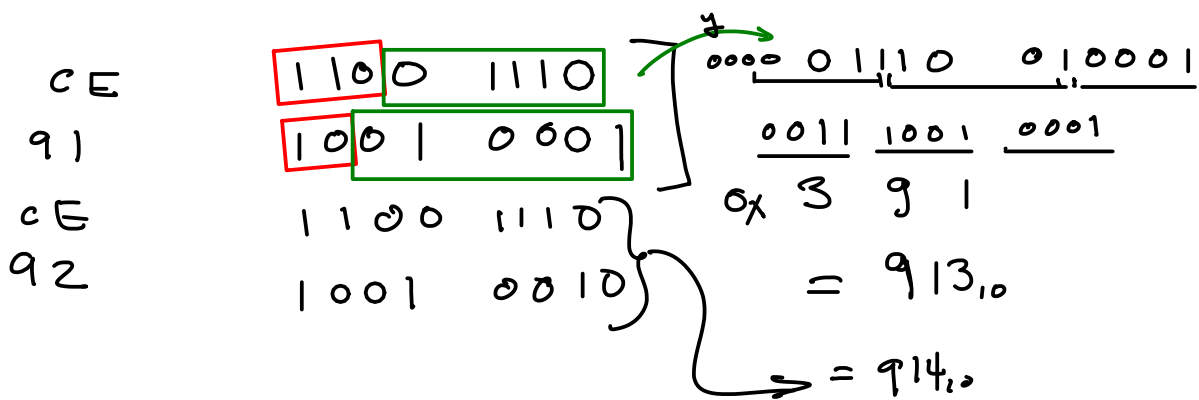 y
CE 1100 1110 0000 01110 010001
91 1001 0001 0011 1001 0001
CE 1100 1110 0x 3 9 1
92 1001 0010 = 913₁₀
= 914₁₀